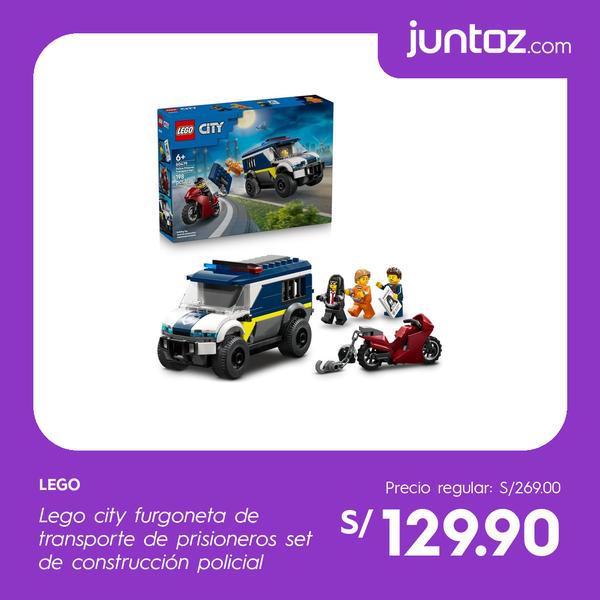 juntoz.com
LEGO CITY
6+
198
LEGO
Precio regular: S/269.00
Lego city furgoneta de
transporte de prisioneros set
de construcción policial
S/129.90